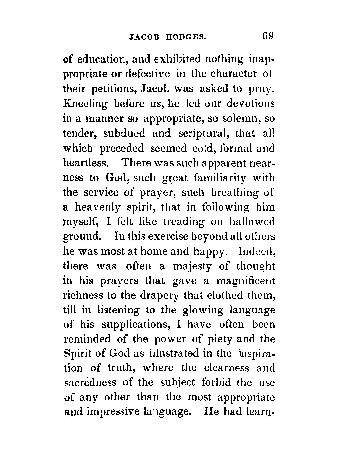 JACOB HODGES. 69
of education, and exhibited nothing inap-
propriate or defective in the character of
their petitions, Jacob was asked to pray.
Kneeling before us, he led our devotions
in a manner so appropriate, so solemn, so
tender, subdued and scriptural, that all
which preceded seemed cold, formal and
heartless. There was such apparent near-
ness to God, such great familiarity with
the service of prayer, such breathing of
a heavenly spirit, that in following him
myself, I felt like treading on hallowed
ground. In this exercise beyond all others
he was most at home and happy. Indeed,
there was often a majesty of thought
in his prayers that gave a magnificent
richness to the drapery that clothed them,
till in listening to the glowing language
of his supplications, I have often been
reminded of the power of piety and the
Spirit of God as illustrated in the inspira-
tion of truth, where the clearness and
sacredness of the subject forbid the use
of any other than the most appropriate
and impressive language. He had learn-